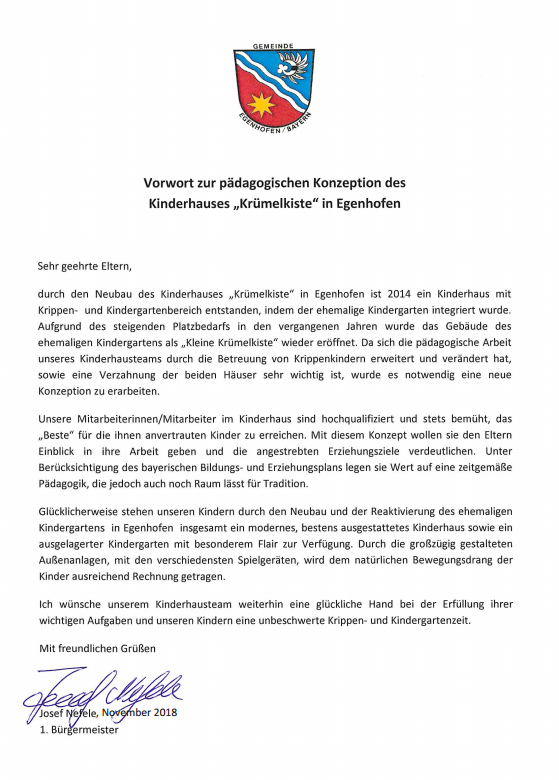 GEMEINDE
EGENHOFEN / BAYERN
Vorwort zur pädagogischen Konzeption des
Kinderhauses „Krümelkiste“ in Egenhofen
Sehr geehrte Eltern,
durch den Neubau des Kinderhauses „Krümelkiste“ in Egenhofen ist 2014 ein Kinderhaus mit
Krippen- und Kindergartenbereich entstanden, indem der ehemalige Kindergarten integriert wurde.
Aufgrund des steigenden Platzbedarfs in den vergangenen Jahren wurde das Gebäude des
ehemaligen Kindergartens als „Kleine Krümelkiste“ wieder eröffnet. Da sich die pädagogische Arbeit
unseres Kinderhausteams durch die Betreuung von Krippenkindern erweitert und verändert hat,
sowie eine Verzahnung der beiden Häuser sehr wichtig ist, wurde es notwendig eine neue
Konzeption zu erarbeiten.
Unsere Mitarbeiterinnen/Mitarbeiter im Kinderhaus sind hochqualifiziert und stets bemüht, das
„Beste“ für die ihnen anvertrauten Kinder zu erreichen. Mit diesem Konzept wollen sie den Eltern
Einblick in ihre Arbeit geben und die angestrebten Erziehungsziele verdeutlichen. Unter
Berücksichtigung des bayerischen Bildungs- und Erziehungsplans legen sie Wert auf eine zeitgemäße
Pädagogik, die jedoch auch noch Raum lässt für Tradition.
Glücklicherweise stehen unseren Kindern durch den Neubau und der Reaktivierung des ehemaligen
Kindergartens in Egenhofen insgesamt ein modernes, bestens ausgestattetes Kinderhaus sowie ein
ausgelagerter Kindergarten mit besonderem Flair zur Verfügung. Durch die großzügig gestalteten
Außenanlagen, mit den verschiedensten Spielgeräten, wird dem natürlichen Bewegungsdrang der
Kinder ausreichend Rechnung getragen.
Ich wünsche unserem Kinderhausteam weiterhin eine glückliche Hand bei der Erfüllung ihrer
wichtigen Aufgaben und unseren Kindern eine unbeschwerte Krippen- und Kindergartenzeit.
Mit freundlichen Grüßen
Josef Nefele
Josef Nefele, November 2018
1. Bürgermeister